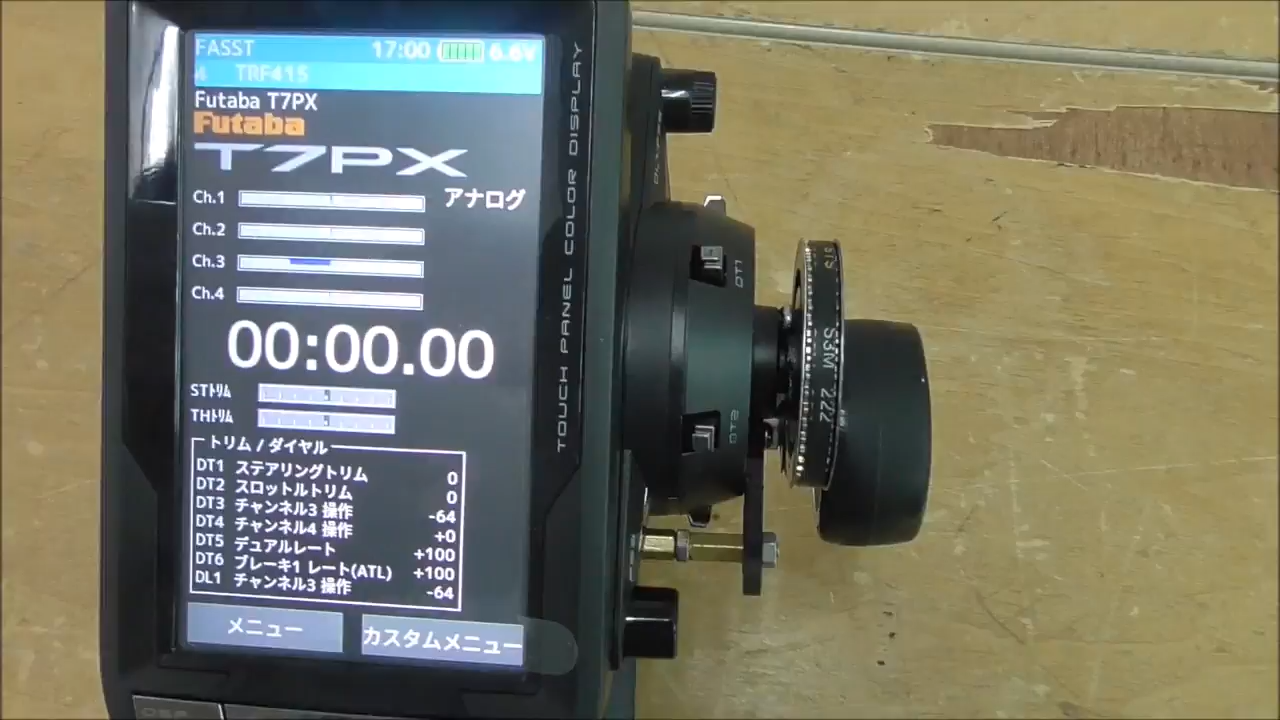 FASST 17:00 6.6V
4 TRF415
Futaba T7PX
Futaba
T7PX
Ch.1 アナログ
Ch.2
Ch.3
Ch.4
00:00.00
STトリム
THトリム
トリム / ダイヤル
DT1 ステアリングトリム 0
DT2 スロットルトリム 0
DT3 チャンネル3 操作 -64
DT4 チャンネル4 操作 +0
DT5 デュアルレート +100
DT6 ブレーキ1 レート(ATL) +100
DL1 チャンネル3 操作 -64
メニュー カスタムメニュー
TOUCH PANEL COLOR DISPLAY
DT1
DT2
S3M 222